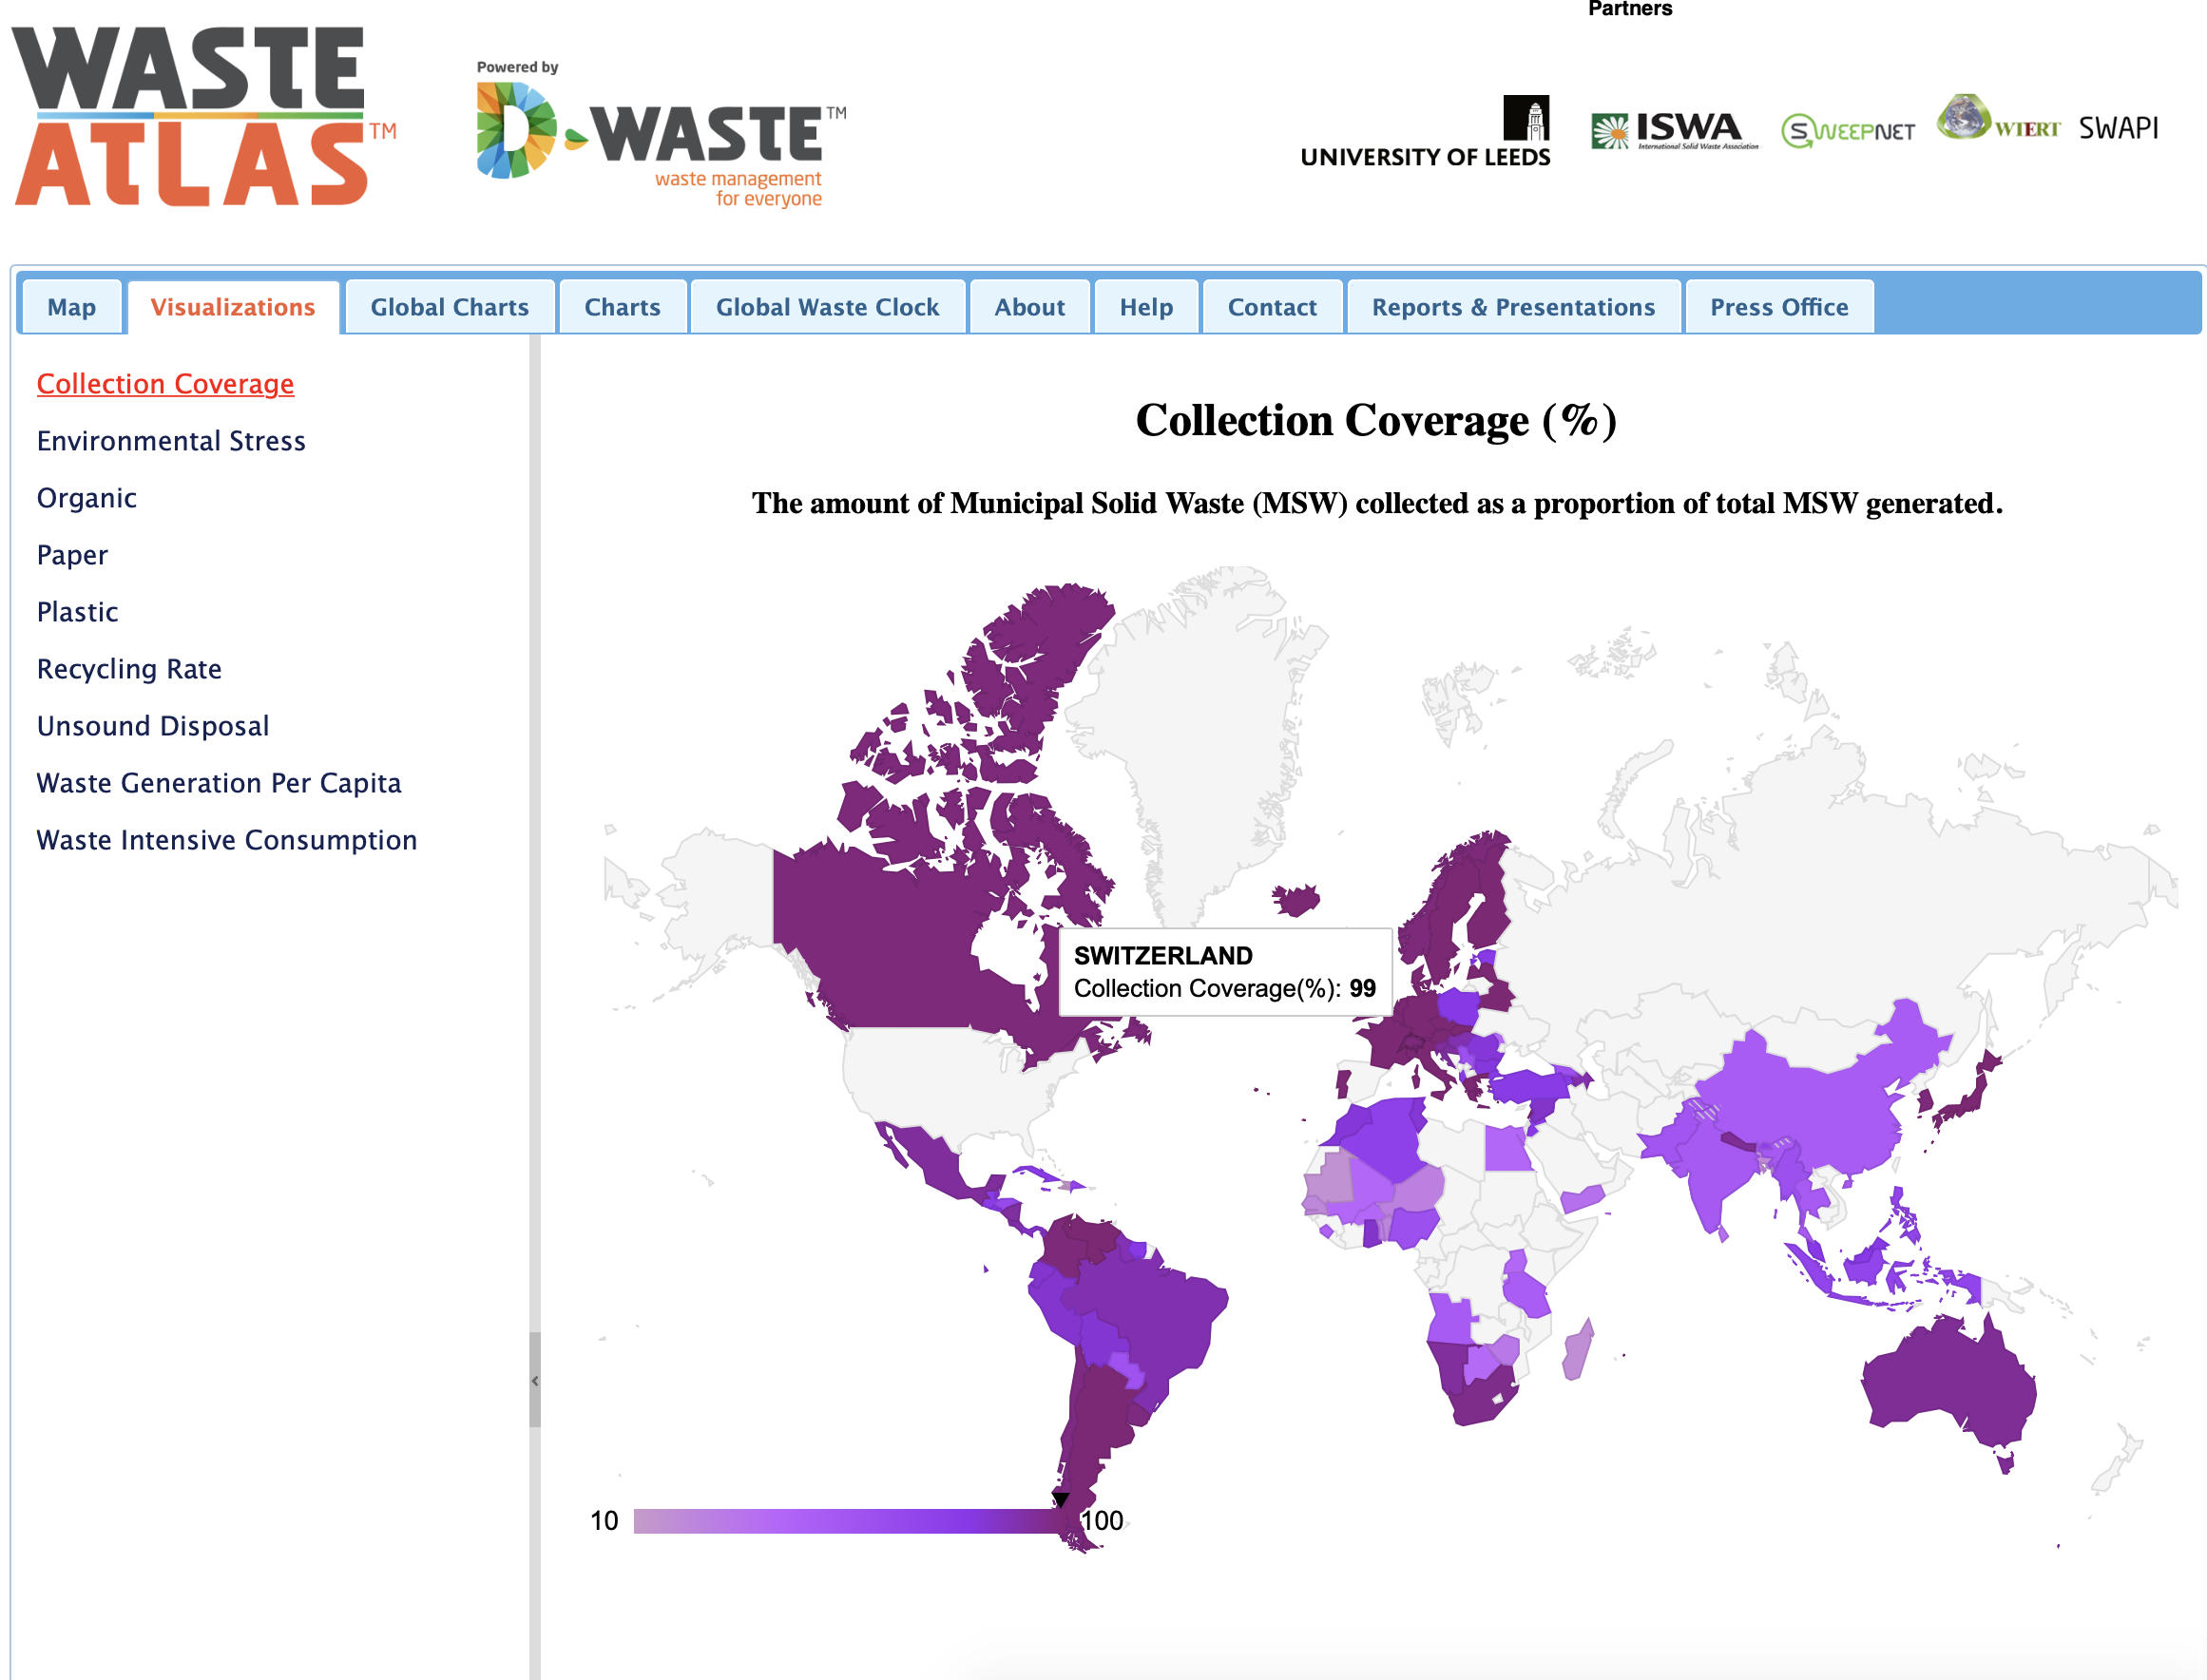 Partners
WASTE
ATLAS™
Powered by
D-WASTE™
waste management
for everyone
UNIVERSITY OF LEEDS
ISWA
International Solid Waste Association
SWEEPNET
WTERT
SWAPI
Map
Visualizations
Global Charts
Charts
Global Waste Clock
About
Help
Contact
Reports & Presentations
Press Office
Collection Coverage
Environmental Stress
Organic
Paper
Plastic
Recycling Rate
Unsound Disposal
Waste Generation Per Capita
Waste Intensive Consumption
Collection Coverage (%)
The amount of Municipal Solid Waste (MSW) collected as a proportion of total MSW generated.
SWITZERLAND
Collection Coverage(%): 99
10
100